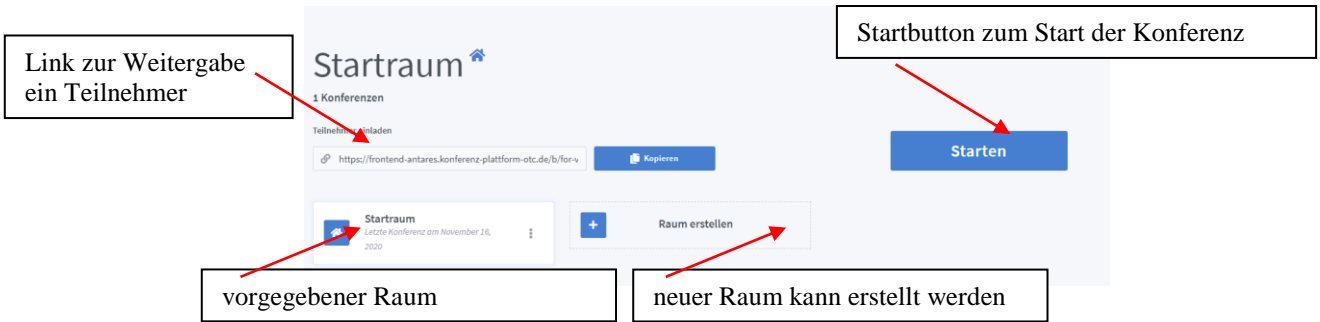 Startbutton zum Start der Konferenz
Link zur Weitergabe
ein Teilnehmer
Startraum
1 Konferenzen
Teilnehmer einladen
https://frontend-antares.konferenz-plattform-otc.de/b/for-v
Kopieren
Starten
Startraum
Letzte Konferenz am November 16,
2020
Raum erstellen
vorgegebener Raum
neuer Raum kann erstellt werden